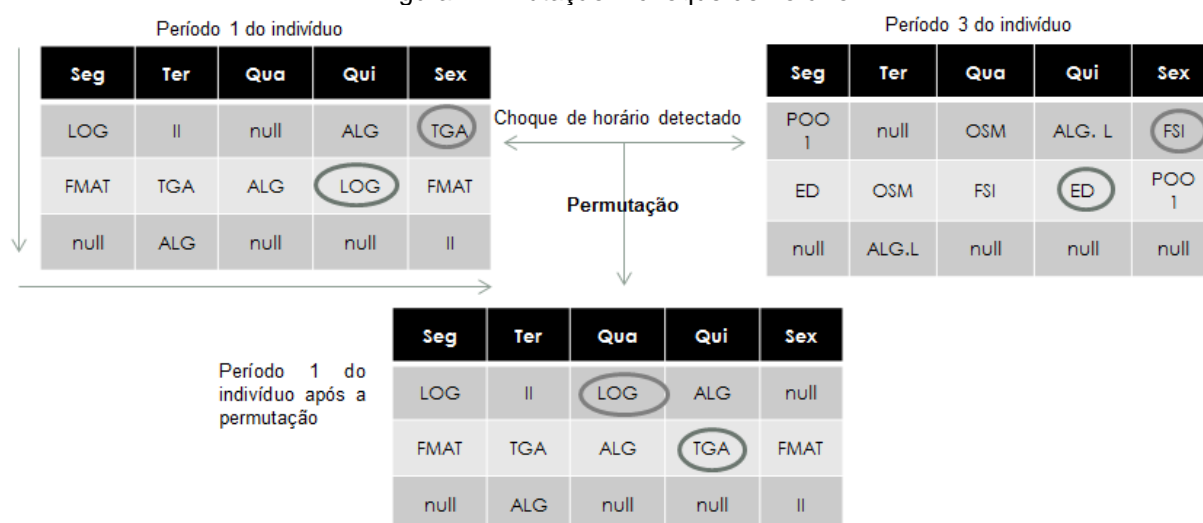 Período 1 do indivíduo
Seg Ter Qua Qui Sex
LOG II null ALG TGA
FMAT TGA ALG LOG FMAT
null ALG null null II
Choque de horário detectado
Permutação
Período 3 do indivíduo
Seg Ter Qua Qui Sex
POO 
1
null OSM ALG. L FSI
ED OSM FSI ED POO
1
null ALG.L null null null
Período 1 do
indivíduo após a
permutação
Seg Ter Qua Qui Sex
LOG II LOG ALG null
FMAT TGA ALG TGA FMAT
null ALG null null II